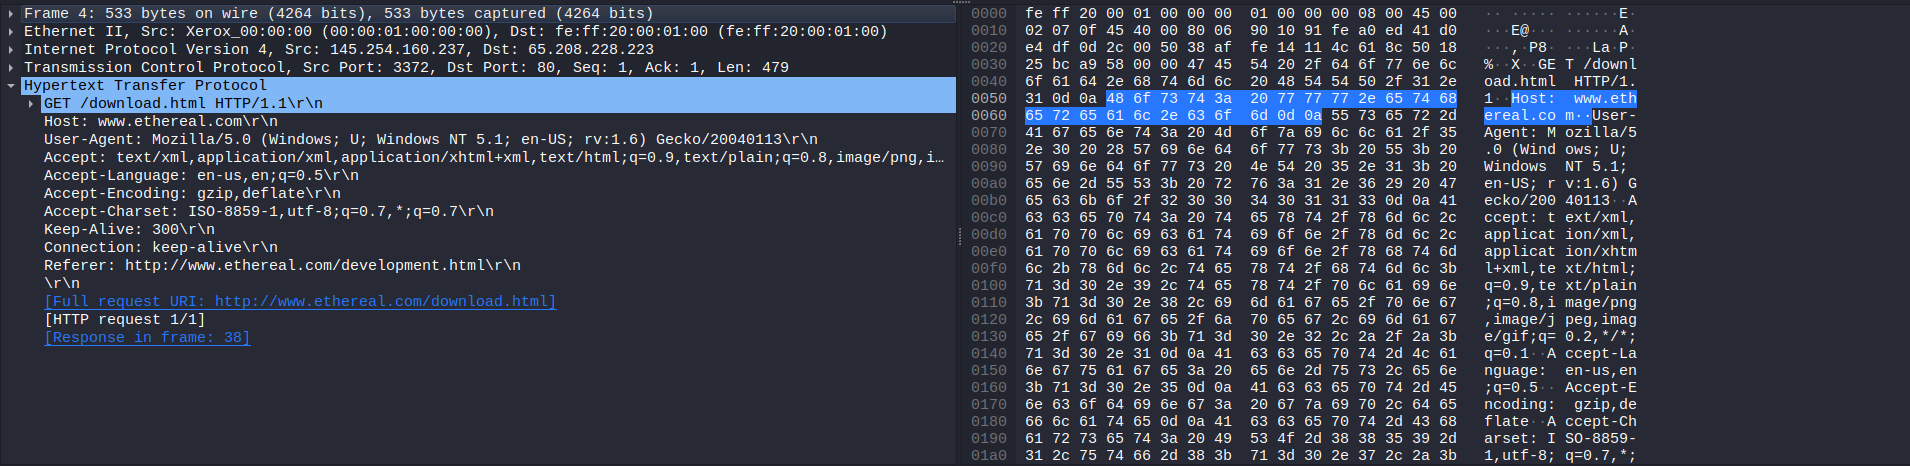 Frame 4: 533 bytes on wire (4264 bits), 533 bytes captured (4264 bits)
Ethernet II, Src: Xerox_00:00:00 (00:00:01:00:00:00), Dst: fe:ff:20:00:01:00 (fe:ff:20:00:01:00)
Internet Protocol Version 4, Src: 145.254.160.237, Dst: 65.208.228.223
Transmission Control Protocol, Src Port: 3372, Dst Port: 80, Seq: 1, Ack: 1, Len: 479
Hypertext Transfer Protocol
GET /download.html HTTP/1.1\r\n
Host: www.ethereal.com\r\n
User-Agent: Mozilla/5.0 (Windows; U; Windows NT 5.1; en-US; rv:1.6) Gecko/20040113\r\n
Accept: text/xml,application/xml,application/xhtml+xml,text/html;q=0.9,text/plain;q=0.8,image/png,i…
Accept-Language: en-us,en;q=0.5\r\n
Accept-Encoding: gzip,deflate\r\n
Accept-Charset: ISO-8859-1,utf-8;q=0.7,*;q=0.7\r\n
Keep-Alive: 300\r\n
Connection: keep-alive\r\n
Referer: http://www.ethereal.com/development.html\r\n
\r\n
[Full request URI: http://www.ethereal.com/download.html]
[HTTP request 1/1]
[Response in frame: 38]
0000 fe ff 20 00 01 00 00 00 01 00 00 00 08 00 45 00 ·· ····· ······E·
0010 02 07 0f 45 40 00 80 06 90 10 91 fe a0 ed 41 d0 ···E@··· ······A·
0020 e4 df 0d 2c 00 50 38 af fe 14 11 4c 61 8c 50 18 ···,·P8· ···La·P·
0030 25 bc a9 58 00 00 47 45 54 20 2f 64 6f 77 6e 6c %··X··GE T /downl
0040 6f 61 64 2e 68 74 6d 6c 20 48 54 54 50 2f 31 2e oad.html HTTP/1.
0050 31 0d 0a 48 6f 73 74 3a 20 77 77 77 2e 65 74 68 1··Host: www.eth
0060 65 72 65 61 6c 2e 63 6f 6d 0d 0a 55 73 65 72 2d ereal.co m··User-
0070 41 67 65 6e 74 3a 20 4d 6f 7a 69 6c 6c 61 2f 35 Agent: M ozilla/5
0080 2e 30 20 28 57 69 6e 64 6f 77 73 3b 20 55 3b 20 .0 (Wind ows; U;
0090 57 69 6e 64 6f 77 73 20 4e 54 20 35 2e 31 3b 20 Windows NT 5.1;
00a0 65 6e 2d 55 53 3b 20 72 76 3a 31 2e 36 29 20 47 en-US; r v:1.6) G
00b0 65 63 6b 6f 2f 32 30 30 34 30 31 31 33 0d 0a 41 ecko/200 40113··A
00c0 63 63 65 70 74 3a 20 74 65 78 74 2f 78 6d 6c 2c ccept: t ext/xml,
00d0 61 70 70 6c 69 63 61 74 69 6f 6e 2f 78 6d 6c 2c applicat ion/xml,
00e0 61 70 70 6c 69 63 61 74 69 6f 6e 2f 78 68 74 6d applicat ion/xhtm
00f0 6c 2b 78 6d 6c 2c 74 65 78 74 2f 68 74 6d 6c 3b l+xml,te xt/html;
0100 71 3d 30 2e 39 2c 74 65 78 74 2f 70 6c 61 69 6e q=0.9,te xt/plain
0110 3b 71 3d 30 2e 38 2c 69 6d 61 67 65 2f 70 6e 67 ;q=0.8,i mage/png
0120 2c 69 6d 61 67 65 2f 6a 70 65 67 2c 69 6d 61 67 ,image/j peg,imag
0130 65 2f 67 69 66 3b 71 3d 30 2e 32 2c 2a 2f 2a 3b e/gif;q= 0.2,*/*;
0140 71 3d 30 2e 31 0d 0a 41 63 63 65 70 74 2d 4c 61 q=0.1··A ccept-La
0150 6e 67 75 61 67 65 3a 20 65 6e 2d 75 73 2c 65 6e nguage: en-us,en
0160 3b 71 3d 30 2e 35 0d 0a 41 63 63 65 70 74 2d 45 ;q=0.5·· Accept-E
0170 6e 63 6f 64 69 6e 67 3a 20 67 7a 69 70 2c 64 65 ncoding: gzip,de
0180 66 6c 61 74 65 0d 0a 41 63 63 65 70 74 2d 43 68 flate··A ccept-Ch
0190 61 72 73 65 74 3a 20 49 53 4f 2d 38 38 35 39 2d arset: I SO-8859-
01a0 31 2c 75 74 66 2d 38 3b 71 3d 30 2e 37 2c 2a 3b 1,utf-8; q=0.7,*;